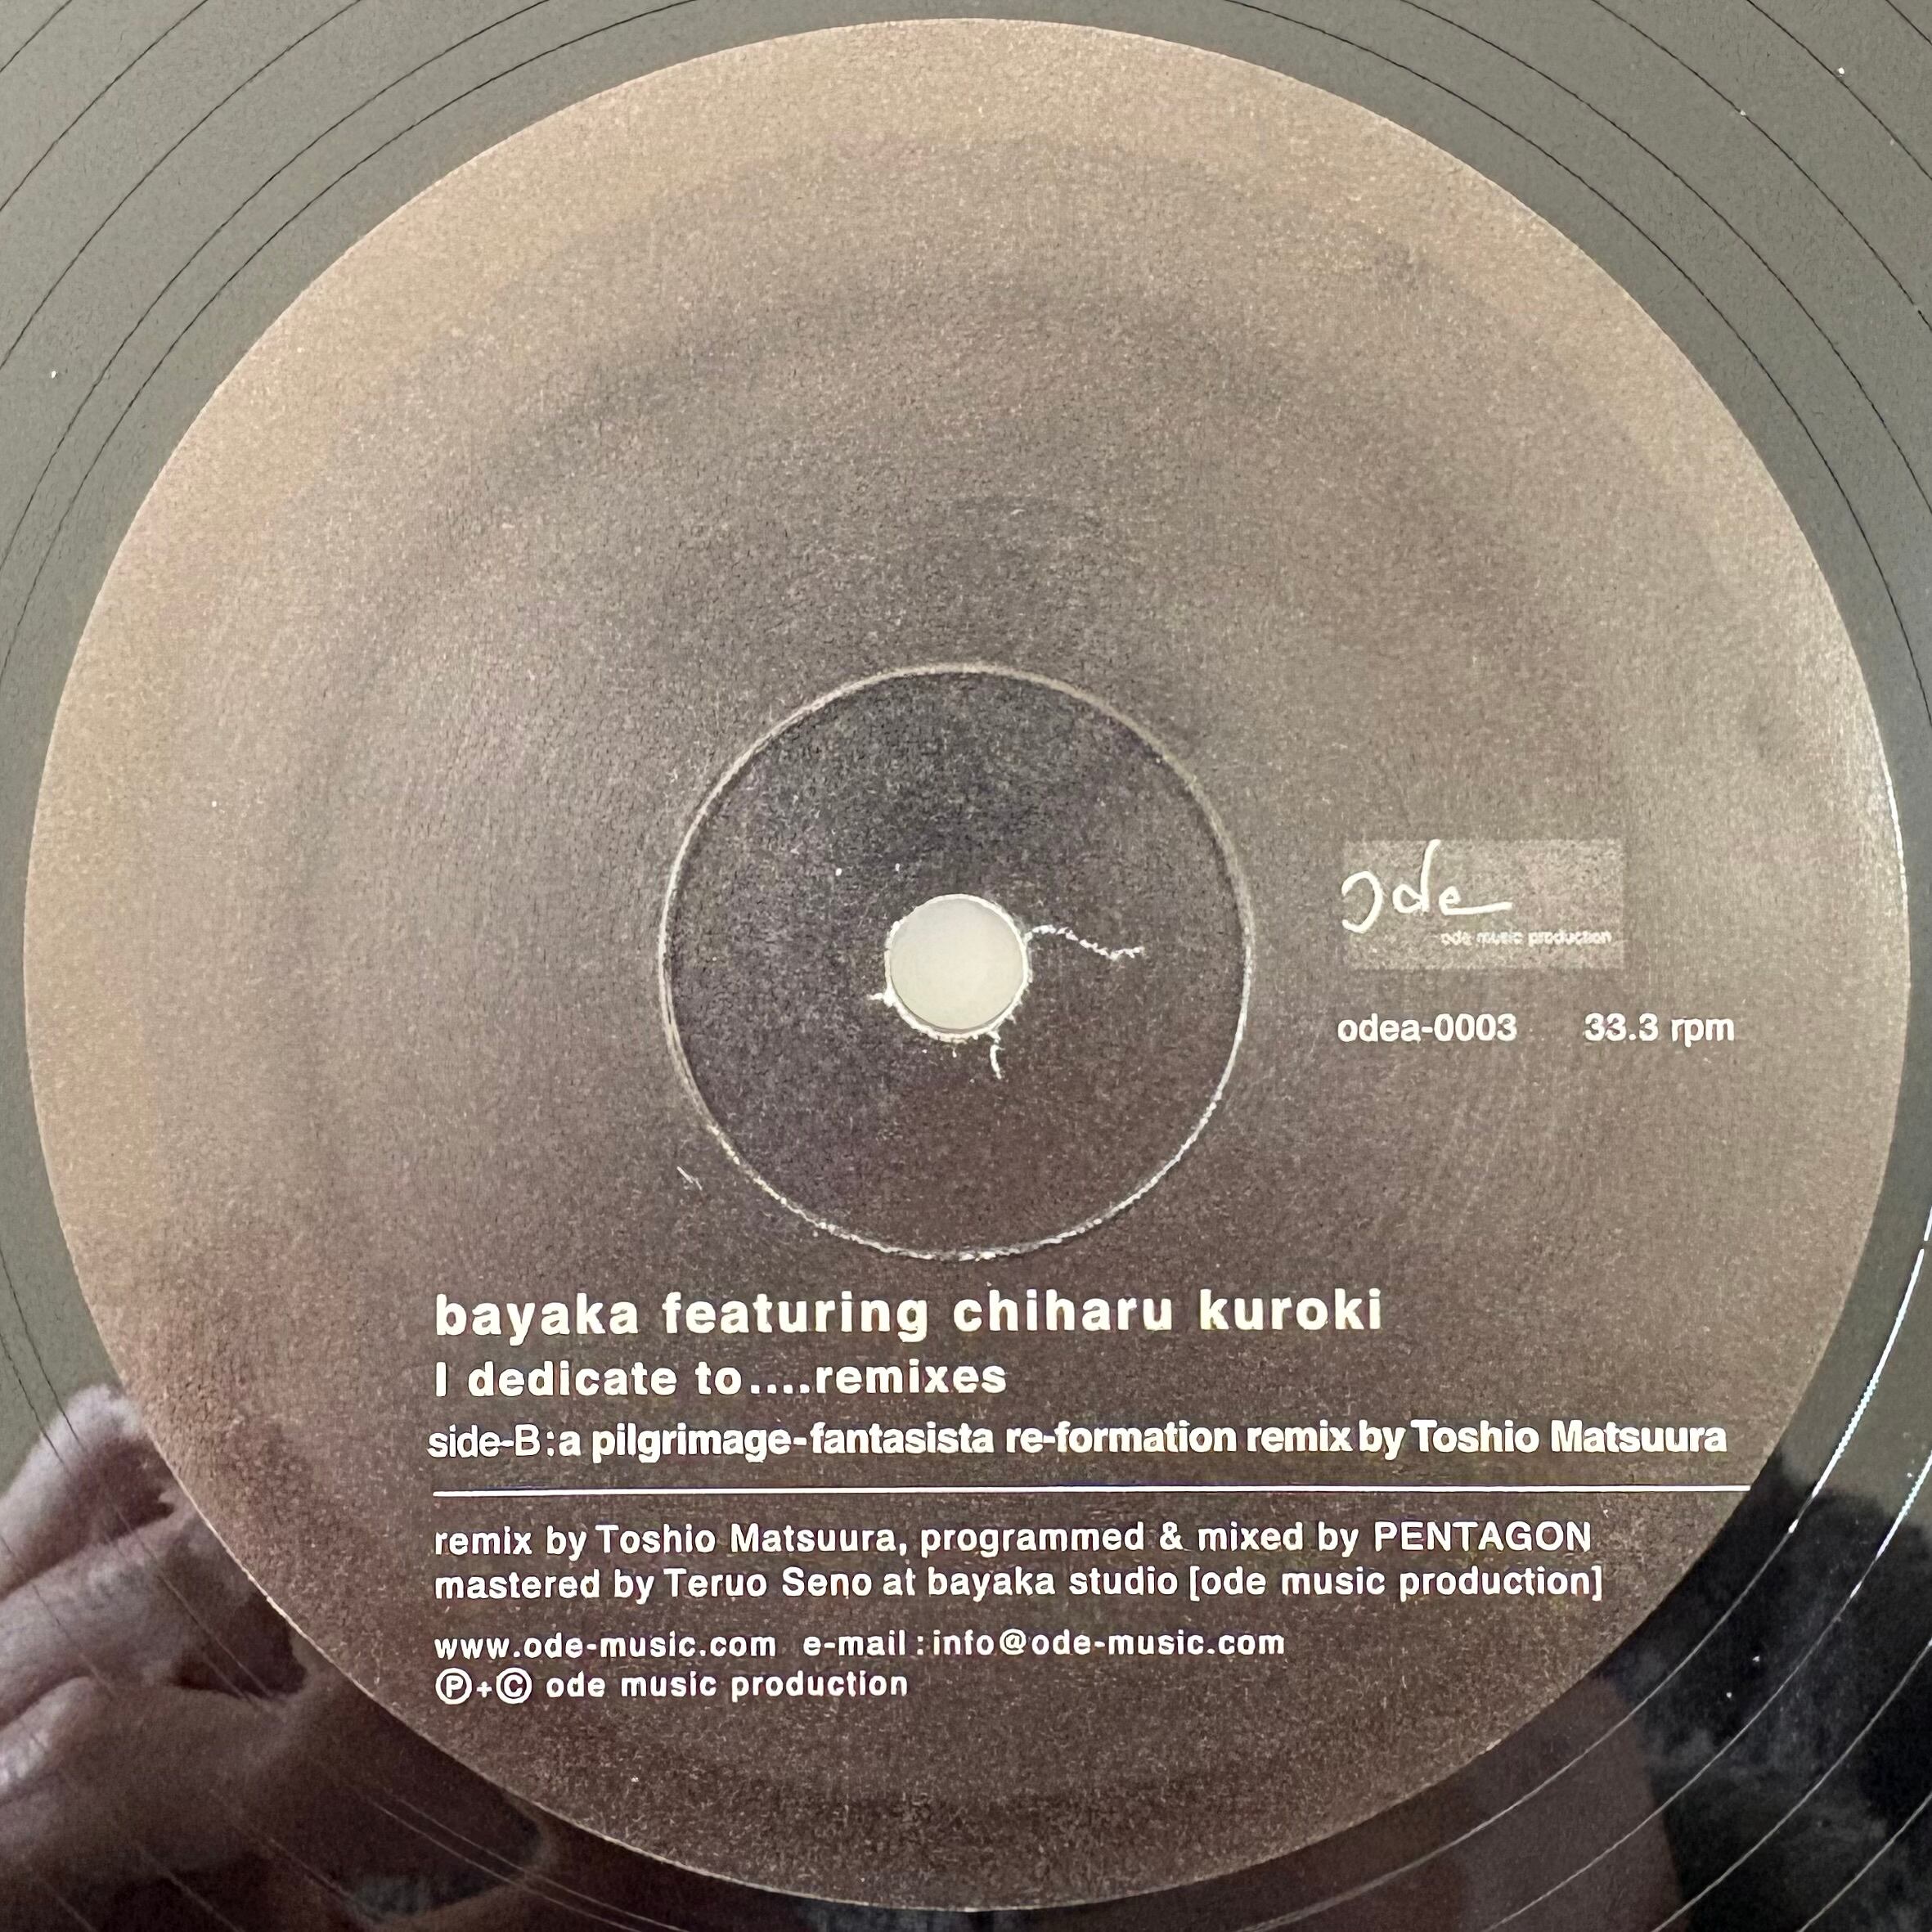 ode
ode music production
odea-0003 33.3 rpm
bayaka featuring chiharu kuroki
I dedicate to....remixes
side-B:a pilgrimage-fantasista re-formation remix by Toshio Matsuura
remix by Toshio Matsuura, programmed & mixed by PENTAGON
mastered by Teruo Seno at bayaka studio [ode music production]
www.ode-music.com e-mail:info@ode-music.com
Ⓟ+Ⓒ ode music production